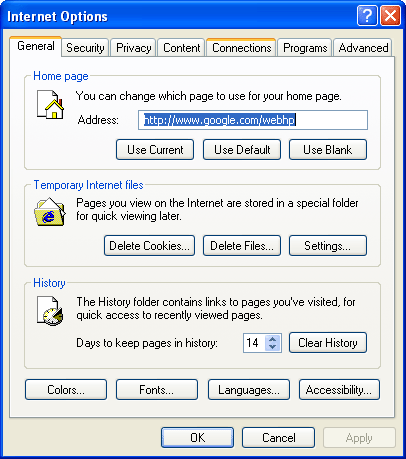 Internet Options
General Security Privacy Content Connections Programs Advanced
Home page
You can change which page to use for your home page.
Address: http://www.google.com/webhp
Use Current Use Default Use Blank
Temporary Internet files
Pages you view on the Internet are stored in a special folder
for quick viewing later.
Delete Cookies... Delete Files... Settings...
History
The History folder contains links to pages you've visited, for
quick access to recently viewed pages.
Days to keep pages in history: 14 Clear History
Colors... Fonts... Languages... Accessibility...
OK Cancel Apply